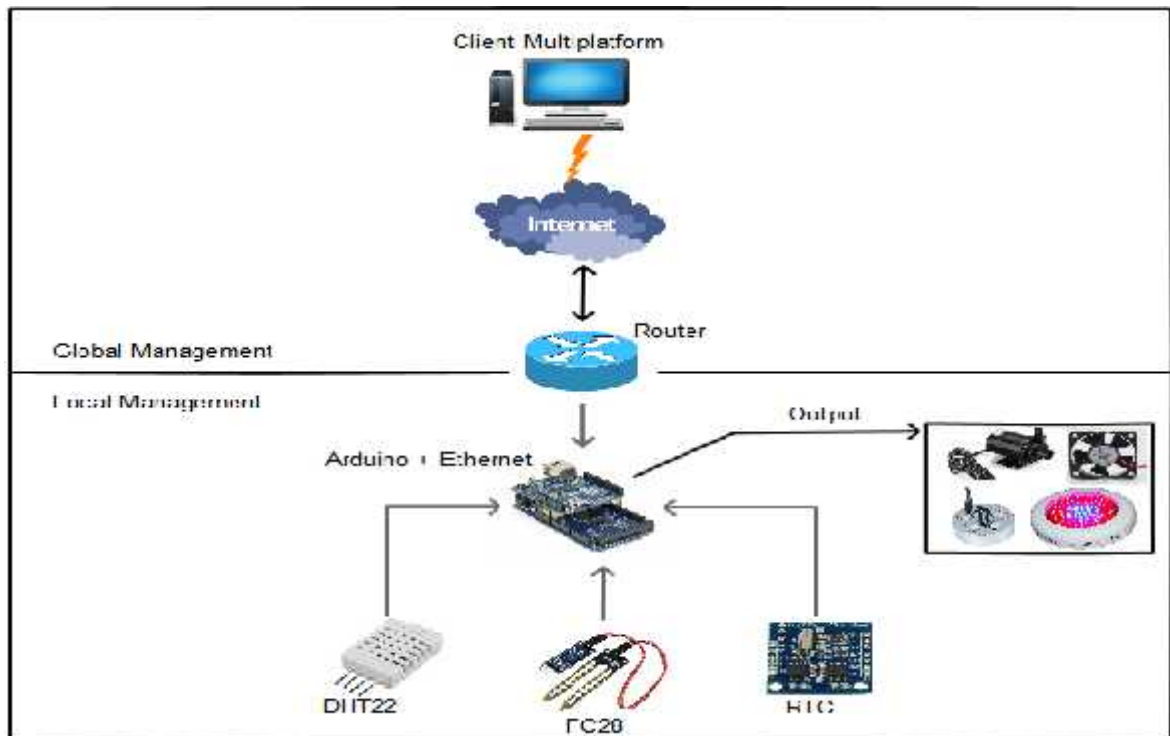 Client Multiplatform
Internet
Router
Global Management
Local Management
Output
Arduino + Ethernet
DHT22
RTC
FC28